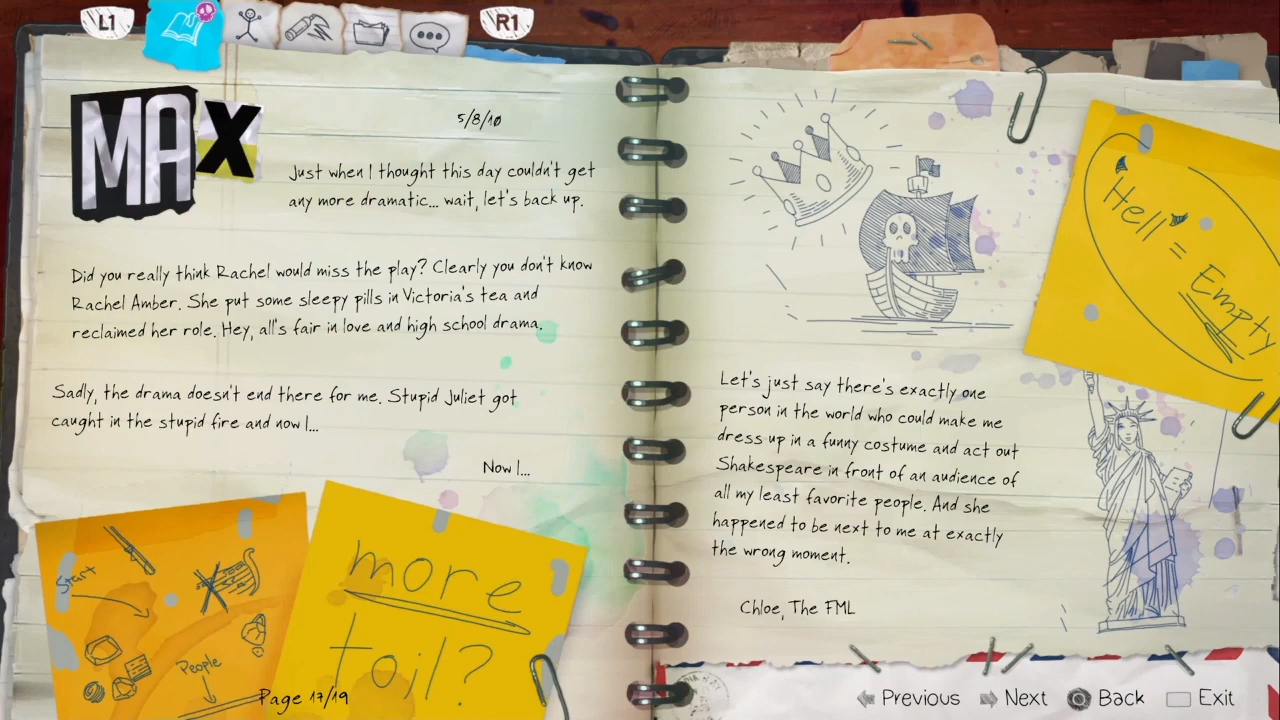 L1
R1
MAX
5/8/10
Just when I thought this day couldn't get
any more dramatic... wait, let's back up.
Did you really think Rachel would miss the play? Clearly you don't know
Rachel Amber. She put some sleepy pills in Victoria's tea and
reclaimed her role. Hey, all's fair in love and high school drama.
Sadly, the drama doesn't end there for me. Stupid Juliet got
caught in the stupid fire and now I...
Now I...
Start
People
more
toil?
Page 17/19
"Hell" =
Empty
Let's just say there's exactly one
person in the world who could make me
dress up in a funny costume and act out
Shakespeare in front of an audience of
all my least favorite people. And she
happened to be next to me at exactly
the wrong moment.
Chloe, The FML
Previous Next Back Exit